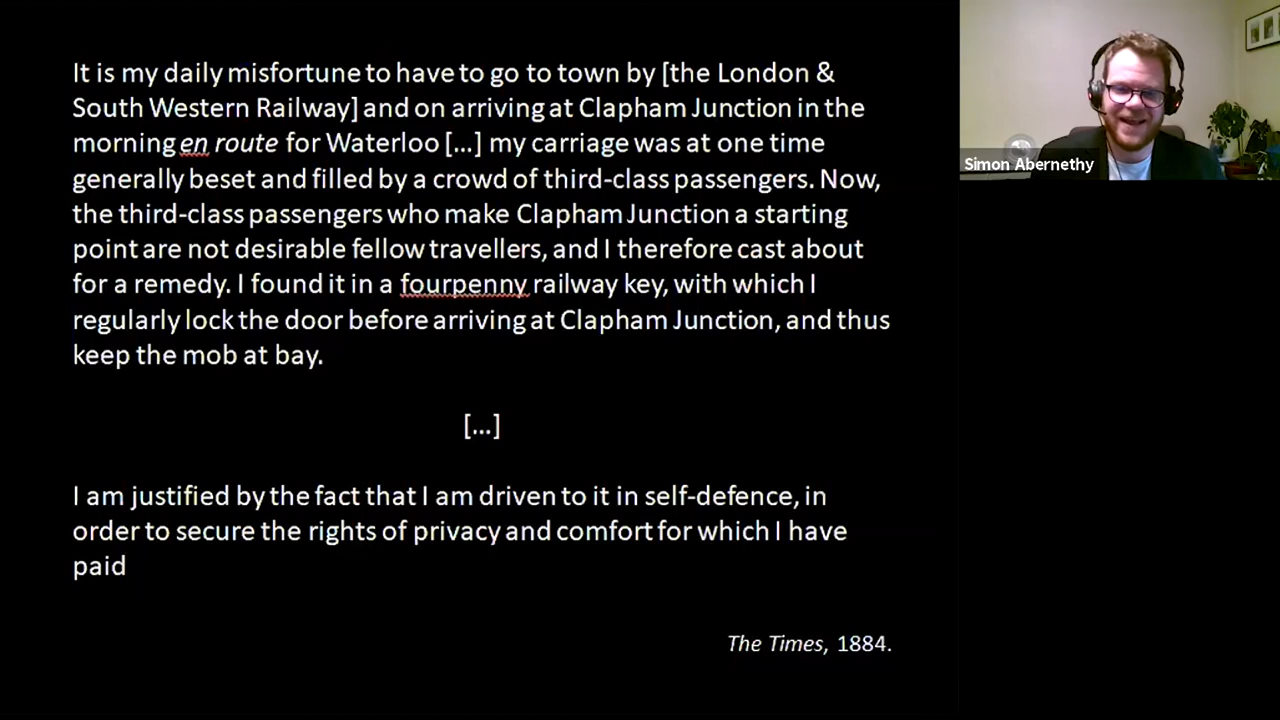 It is my daily misfortune to have to go to town by [the London &
South Western Railway] and on arriving at Clapham Junction in the
morning en route for Waterloo [...] my carriage was at one time
generally beset and filled by a crowd of third-class passengers. Now,
the third-class passengers who make Clapham Junction a starting
point are not desirable fellow travellers, and I therefore cast about
for a remedy. I found it in a fourpenny railway key, with which I
regularly lock the door before arriving at Clapham Junction, and thus
keep the mob at bay.
[...]
I am justified by the fact that I am driven to it in self-defence, in
order to secure the rights of privacy and comfort for which I have
paid
The Times, 1884.
Simon Abernethy